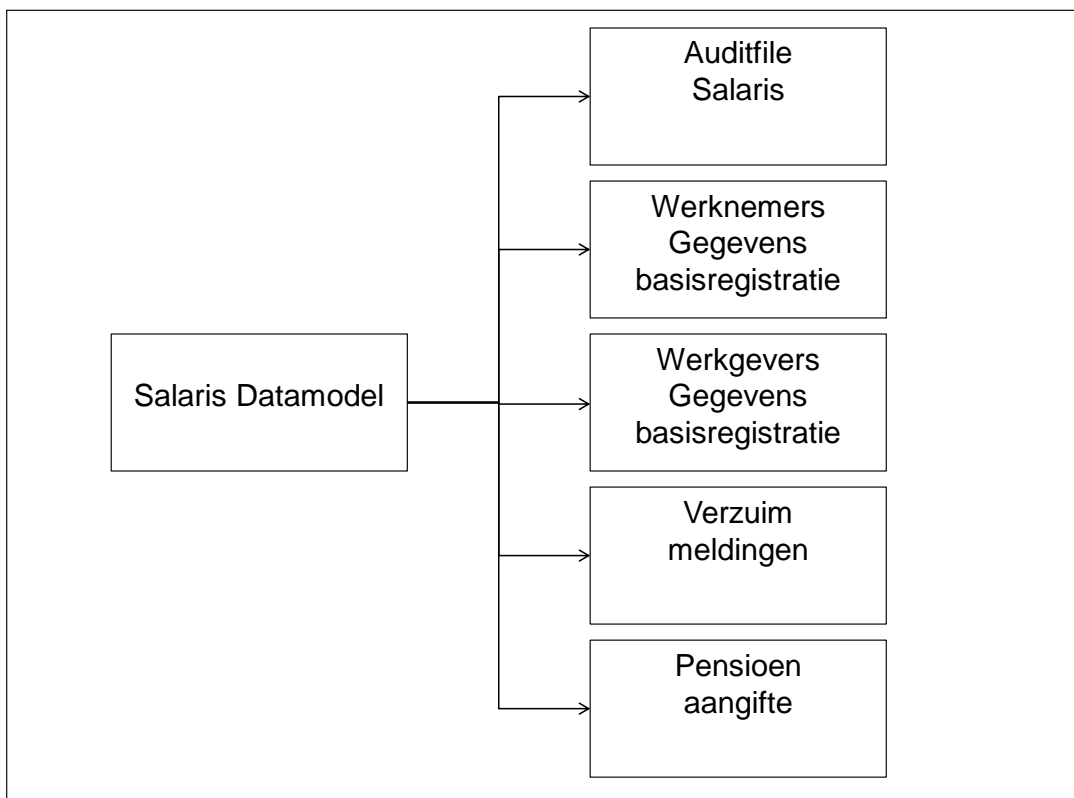 Auditfile
Salaris
Werknemers
Gegevens
basisregistratie
Salaris Datamodel
Werkgevers
Gegevens
basisregistratie
Verzuim
meldingen
Pensioen
aangifte